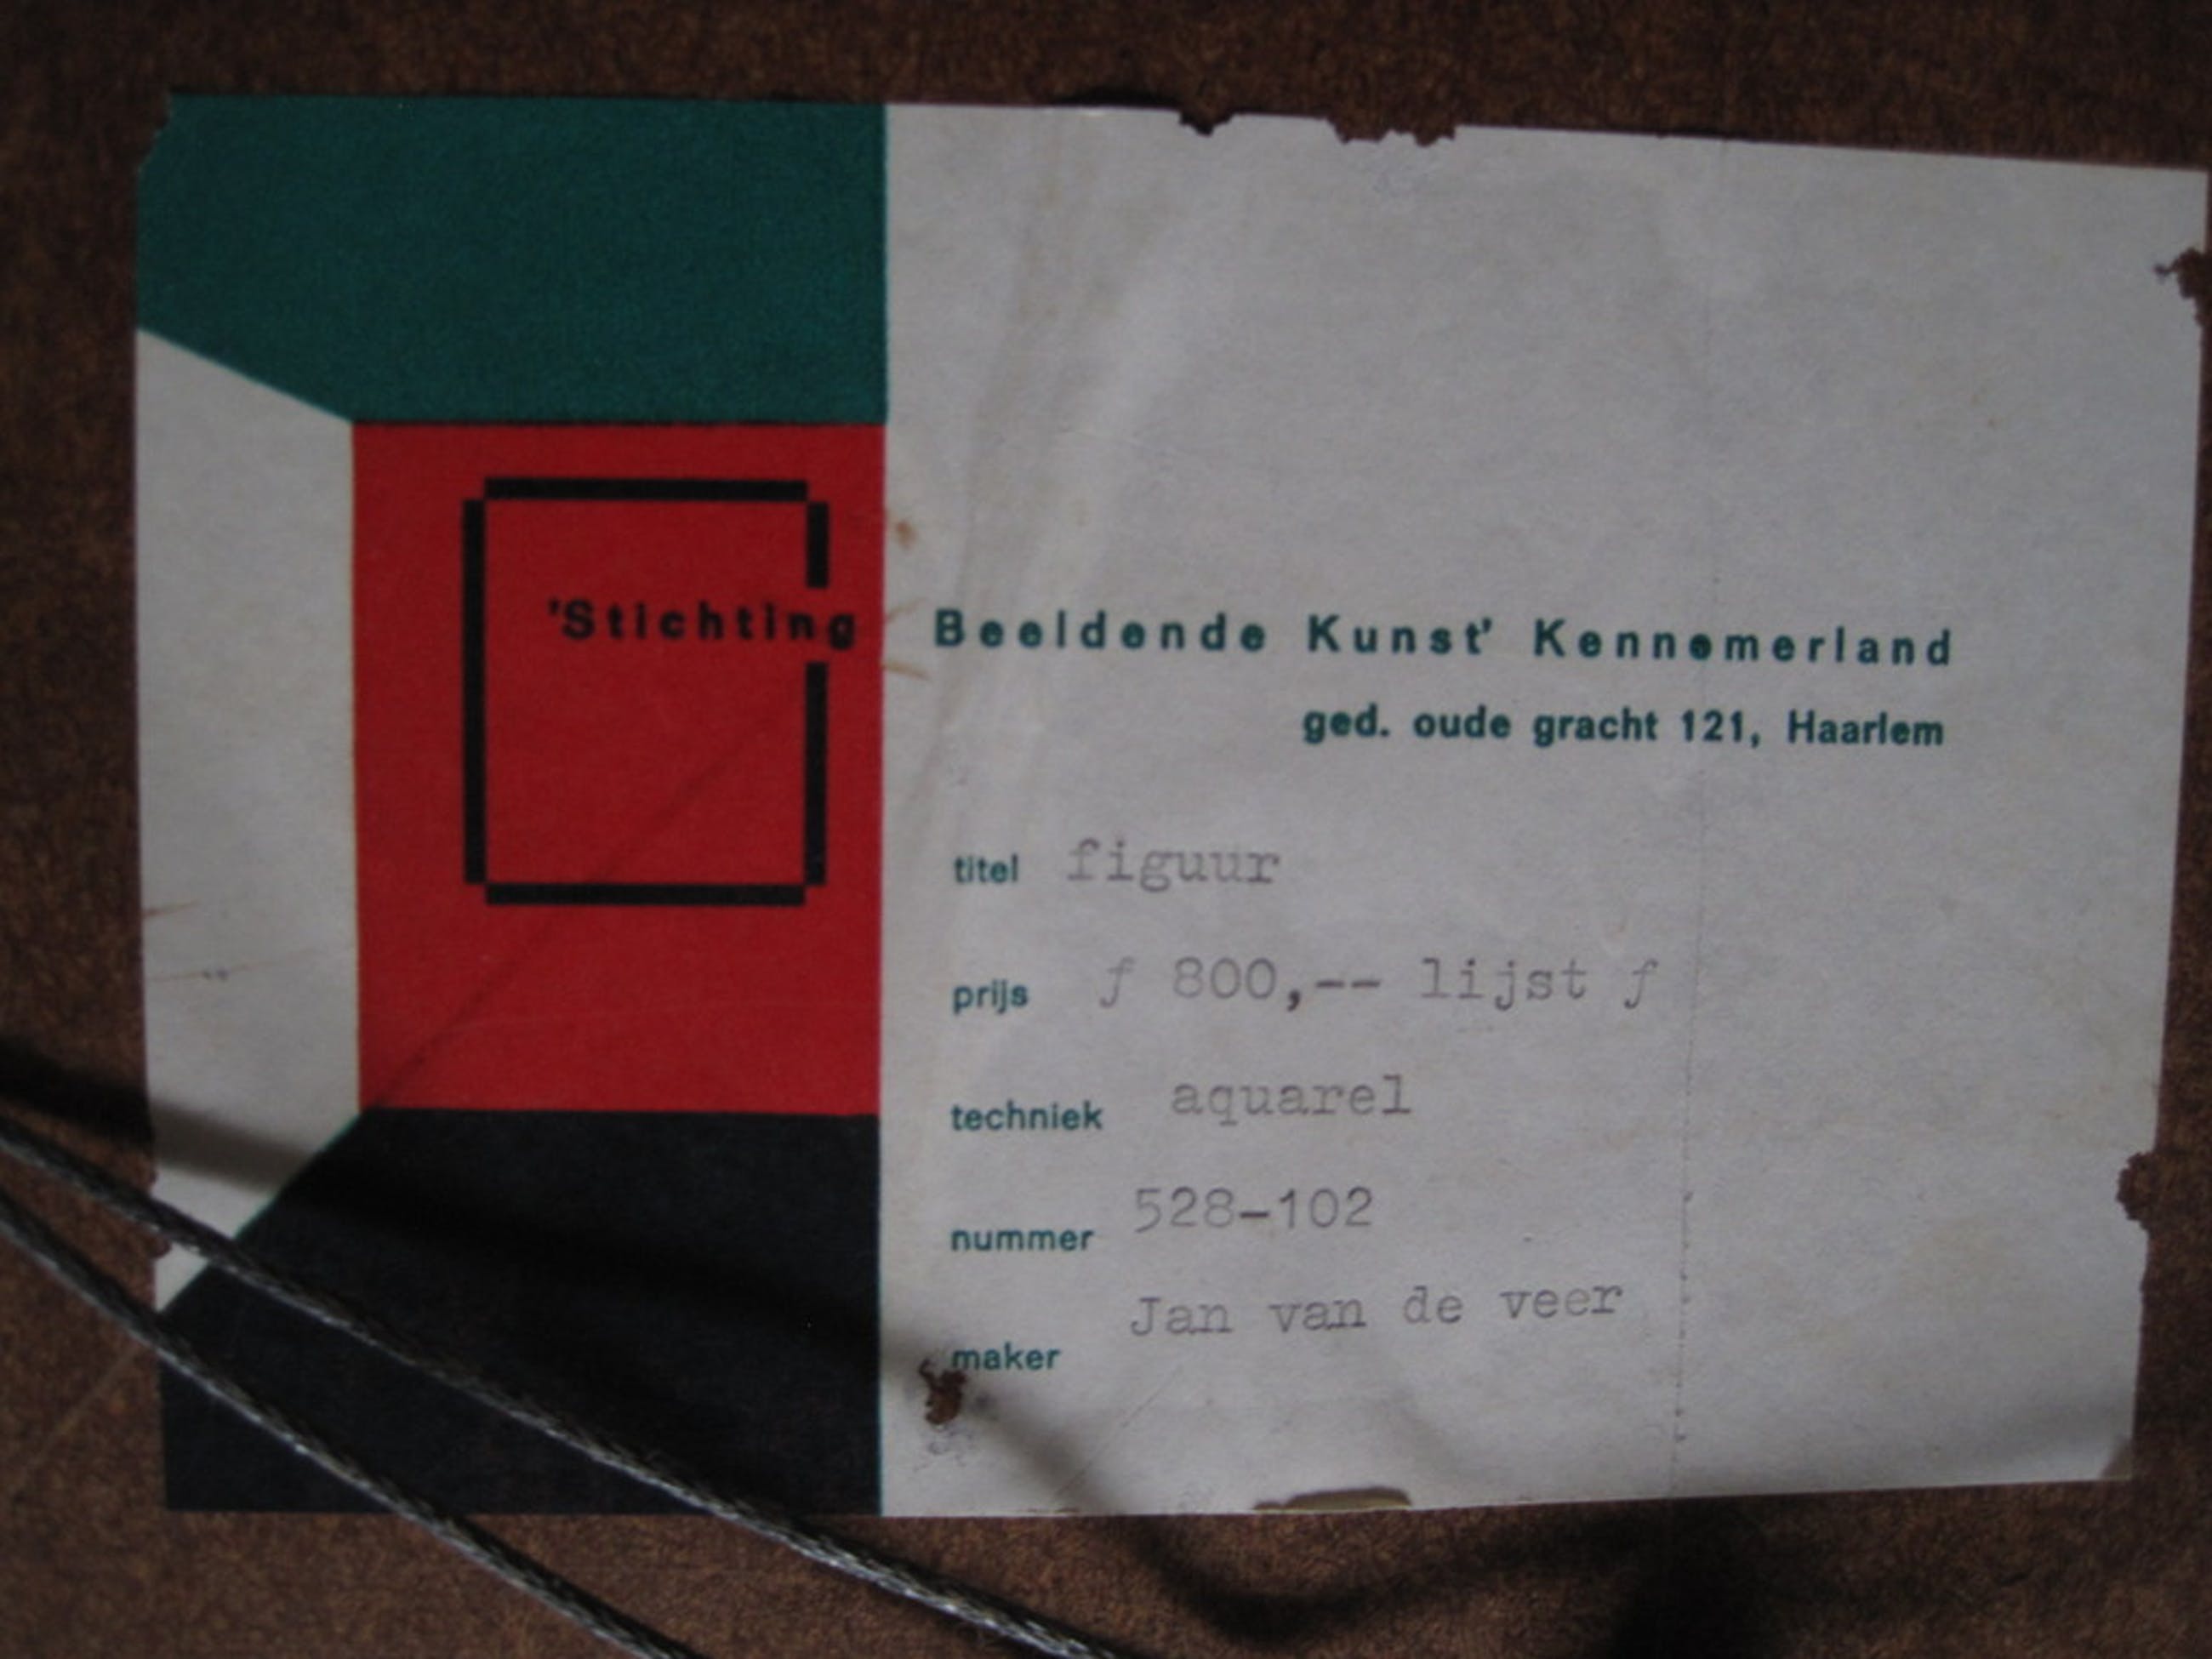 'Stichting Beeldende Kunst' Kennemerland
ged. oude gracht 121, Haarlem
titel figuur
prijs ƒ 800,-- lijst ƒ
techniek aquarel
nummer 528-102
maker Jan van de veer